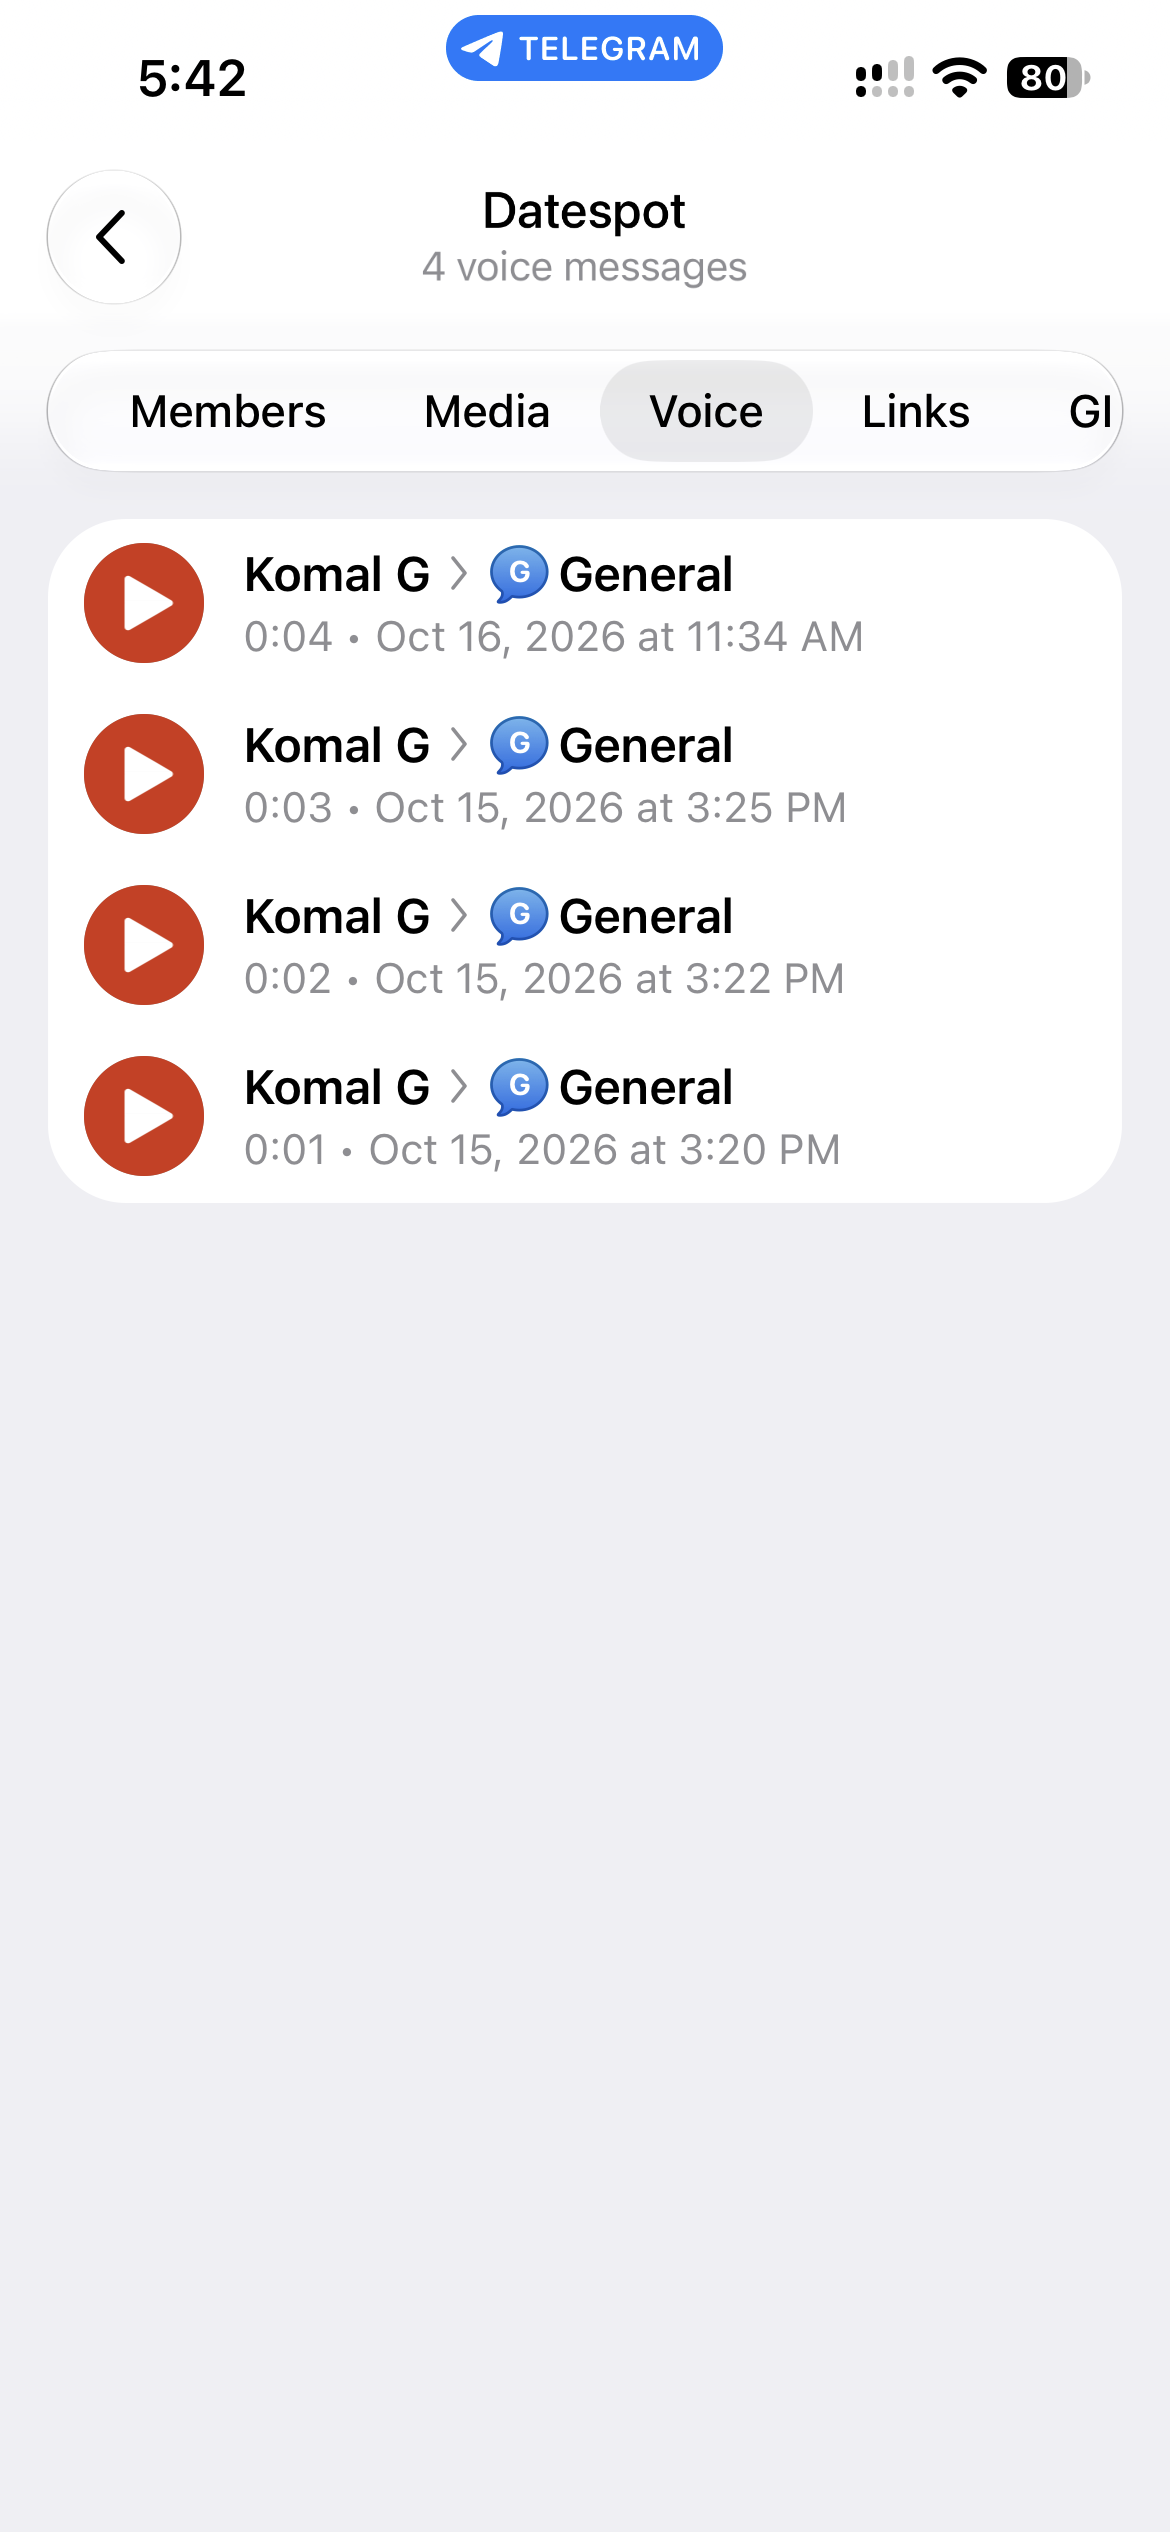 5:42
TELEGRAM
80
Datespot
4 voice messages
Members Media Voice Links GI
Komal G › G General
0:04 • Oct 16, 2026 at 11:34 AM
Komal G › G General
0:03 • Oct 15, 2026 at 3:25 PM
Komal G › G General
0:02 • Oct 15, 2026 at 3:22 PM
Komal G › G General
0:01 • Oct 15, 2026 at 3:20 PM